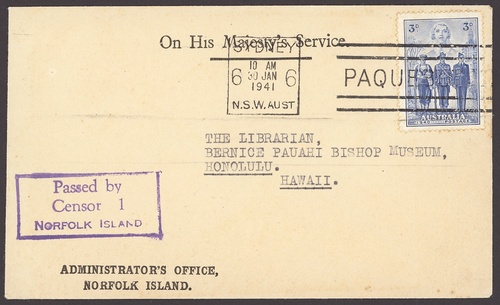 On His Majesty's Service.
SYDNEY
10 AM
6 30 JAN 6
1941
N.S.W. AUST
PAQUE
3D 3D
AUSTRALIA
THE LIBRARIAN,
BERNICE PAUAHI BISHOP MUSEUM,
HONOLULU.
HAWAII.
Passed by
Censor 1
NORFOLK ISLAND
ADMINISTRATOR'S OFFICE,
NORFOLK ISLAND.